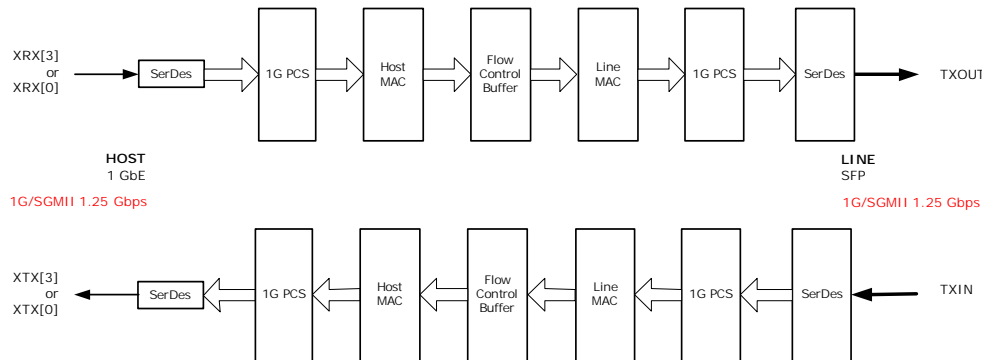 XRX[3]
or
XRX[0]
SerDes
1G PCS
Host
MAC
Flow
Control
Buffer
Line
MAC
1G PCS
SerDes
TXOUT
HOST
1 GbE
1G/SGMII 1.25 Gbps
LINE
SFP
1G/SGMII 1.25 Gbps
XTX[3]
or
XTX[0]
SerDes
1G PCS
Host
MAC
Flow
Control
Buffer
Line
MAC
1G PCS
SerDes
TXIN